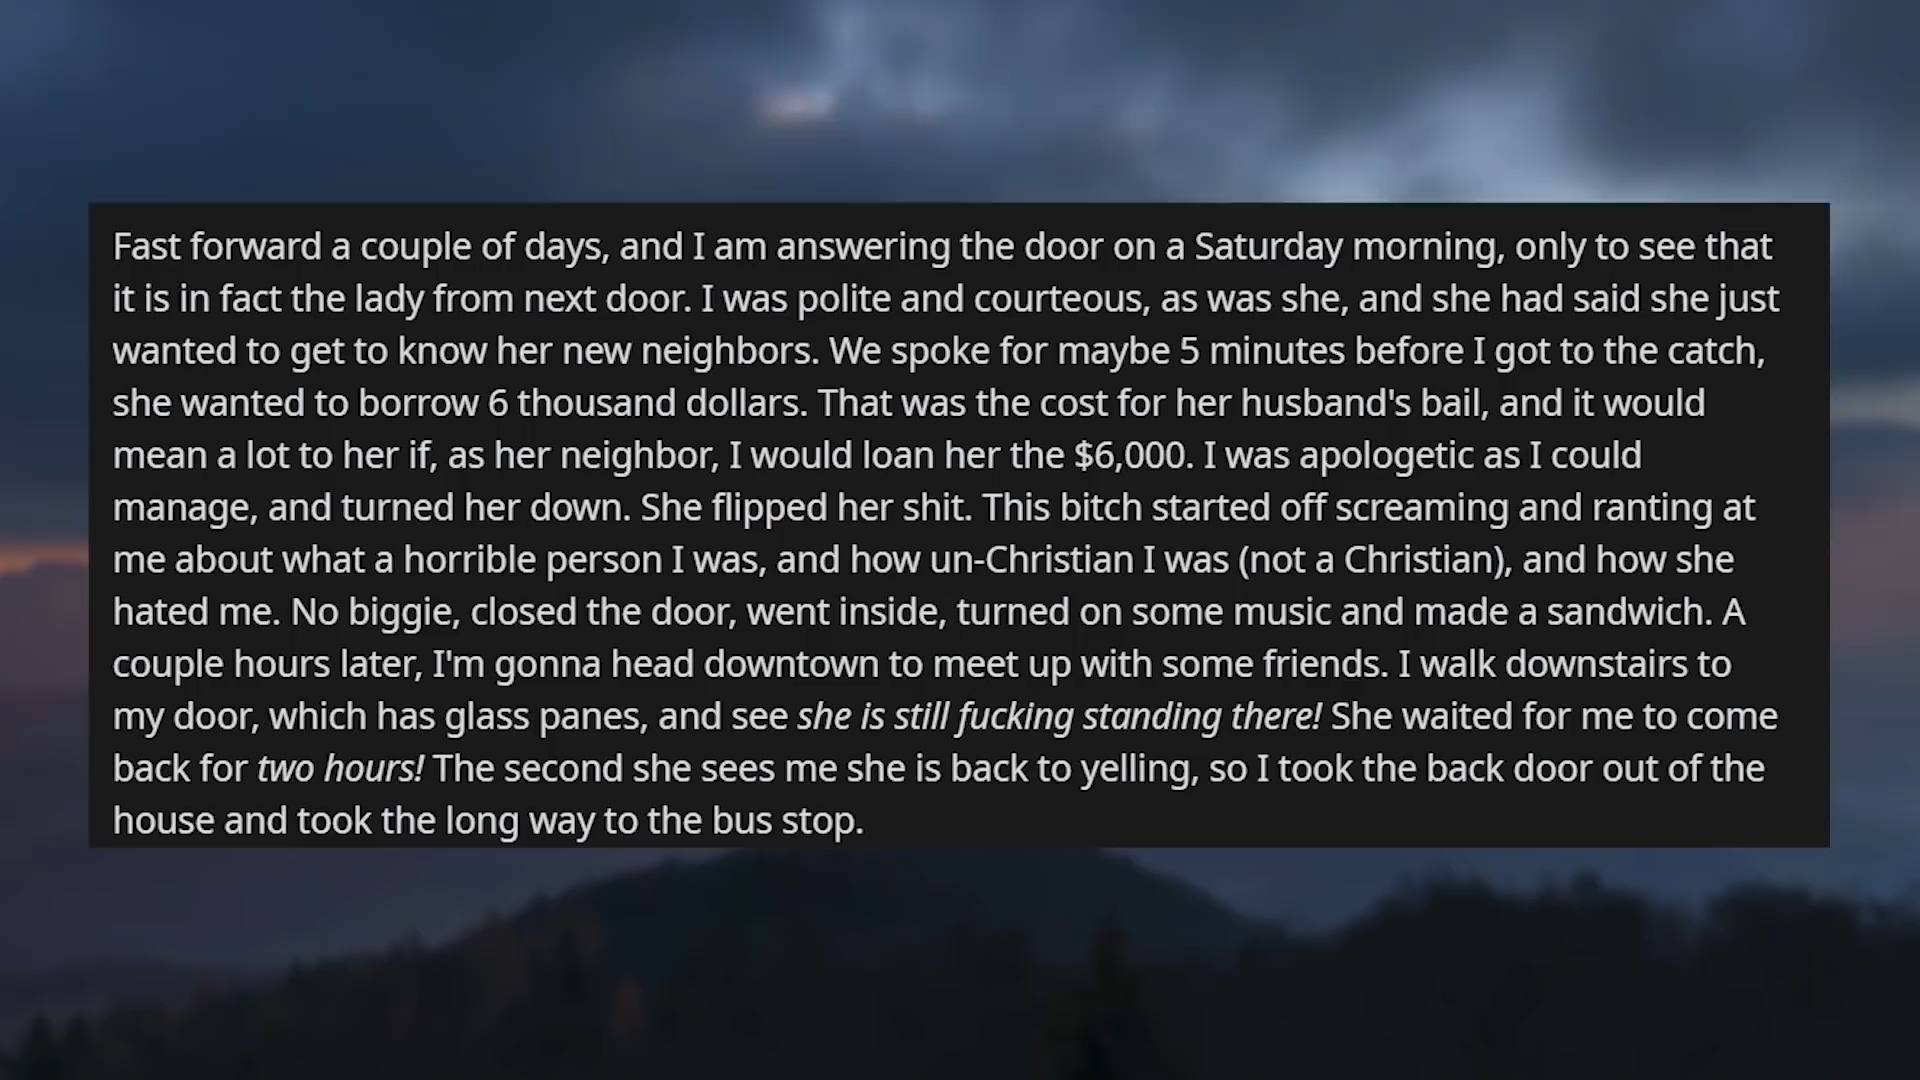 Fast forward a couple of days, and I am answering the door on a Saturday morning, only to see that
it is in fact the lady from next door. I was polite and courteous, as was she, and she had said she just
wanted to get to know her new neighbors. We spoke for maybe 5 minutes before I got to the catch,
she wanted to borrow 6 thousand dollars. That was the cost for her husband's bail, and it would
mean a lot to her if, as her neighbor, I would loan her the $6,000. I was apologetic as I could
manage, and turned her down. She flipped her shit. This bitch started off screaming and ranting at
me about what a horrible person I was, and how un-Christian I was (not a Christian), and how she
hated me. No biggie, closed the door, went inside, turned on some music and made a sandwich. A
couple hours later, I'm gonna head downtown to meet up with some friends. I walk downstairs to
my door, which has glass panes, and see she is still fucking standing there! She waited for me to come
back for two hours! The second she sees me she is back to yelling, so I took the back door out of the
house and took the long way to the bus stop.